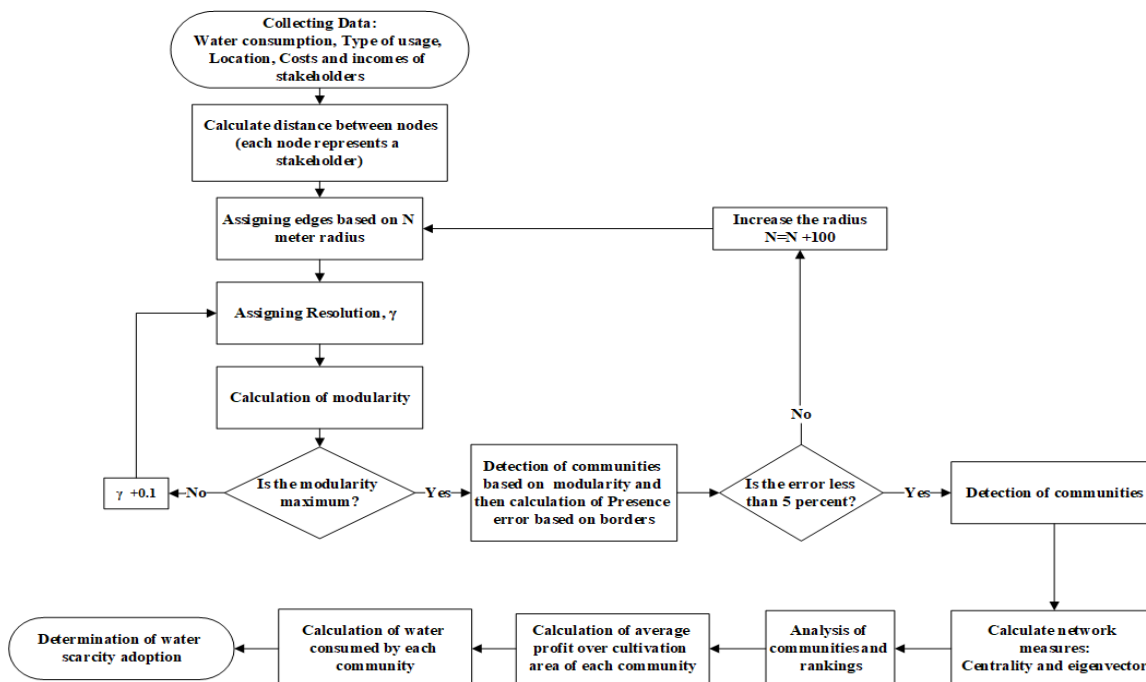 Collecting Data:
Water consumption, Type of usage,
Location, Costs and incomes of
stakeholders
Calculate distance between nodes
(each node represents a
stakeholder)
Assigning edges based on N
meter radius
Increase the radius
N=N +100
Assigning Resolution, γ
Calculation of modularity
No
Is the modularity
maximum?
No
γ +0.1
Yes
Detection of communities
based on modularity and
then calculation of Presence
error based on borders
Is the error less
than 5 percent?
Yes
Detection of communities
Calculate network
measures:
Centrality and eigenvector
Analysis of
communities and
rankings
Calculation of average
profit over cultivation
area of each community
Calculation of water
consumed by each
community
Determination of water
scarcity adoption